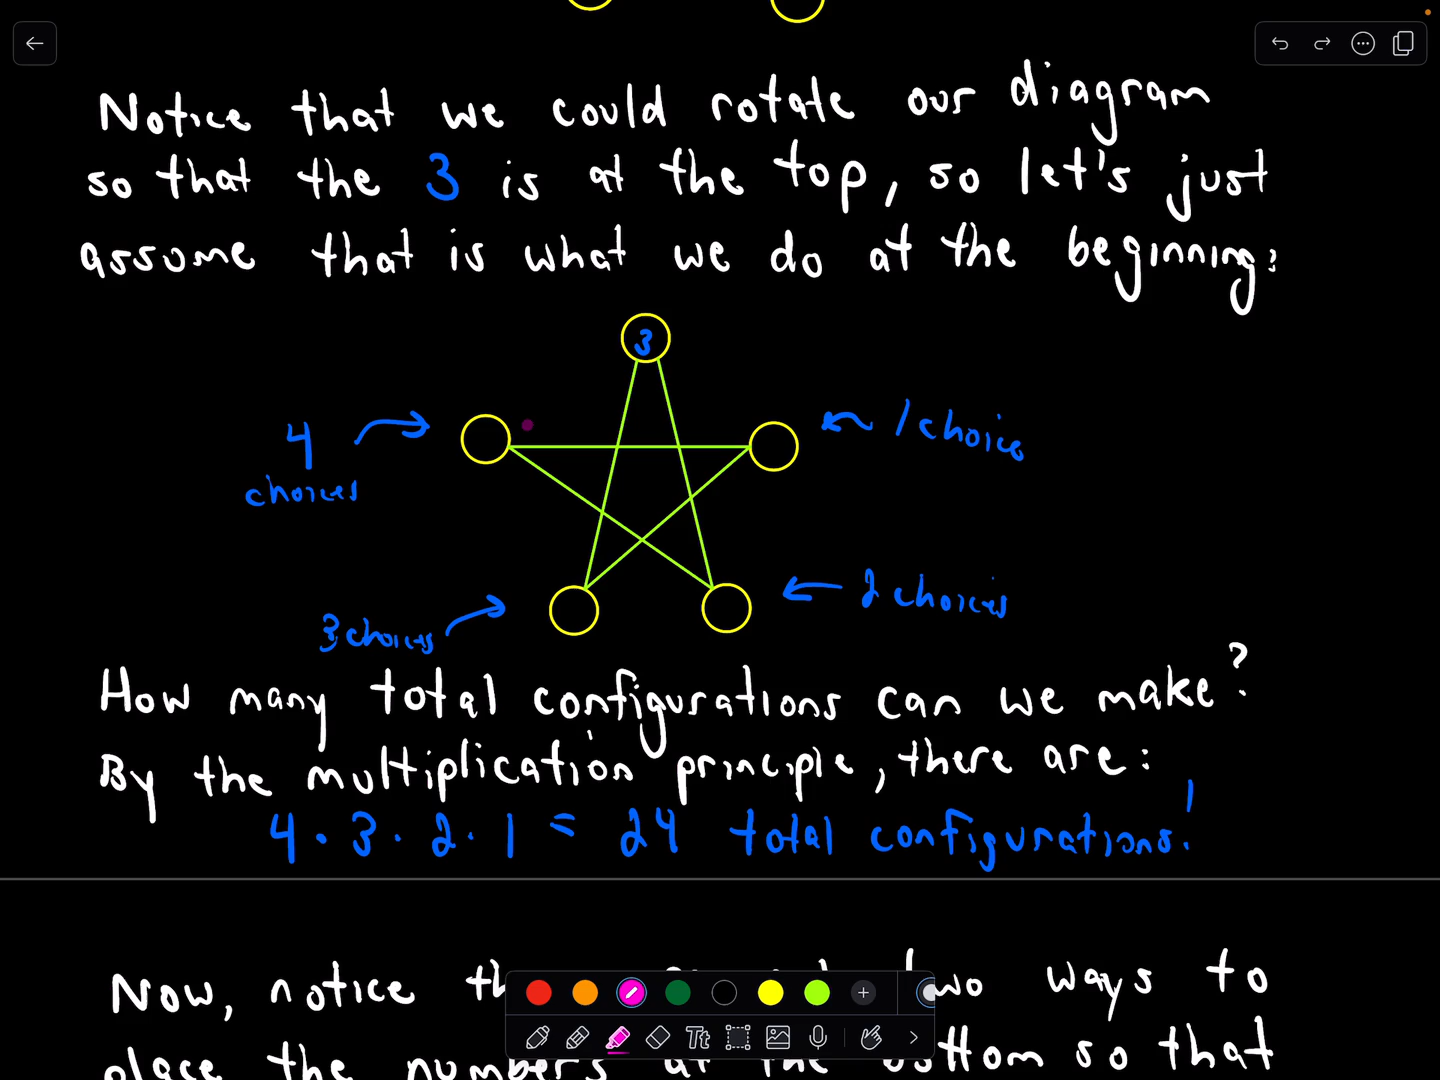 Notice that we could rotate our diagram
so that the 3 is at the top, so let's just
assume that is what we do at the beginning:
3
4
choices
1 choice
3 choices
2 choices
How many total configurations can we make?
By the multiplication principle, there are:
4 · 3 · 2 · 1 = 24 total configurations!
Now, notice two ways to
place the numbers at the bottom so that
Tt